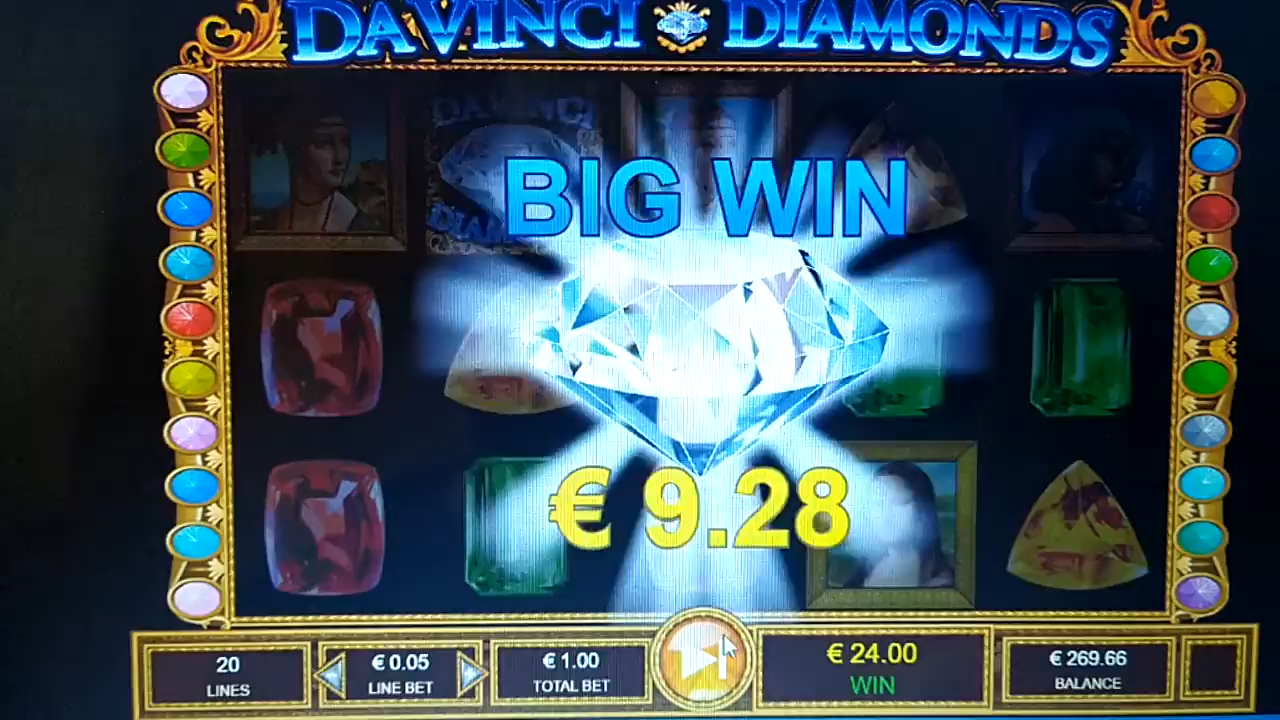 DAVINCI DIAMONDS
DAVINCI
BIG WIN
€ 9.28
20
LINES
€ 0.05
LINE BET
€ 1.00
TOTAL BET
€ 24.00
WIN
€ 269.66
BALANCE